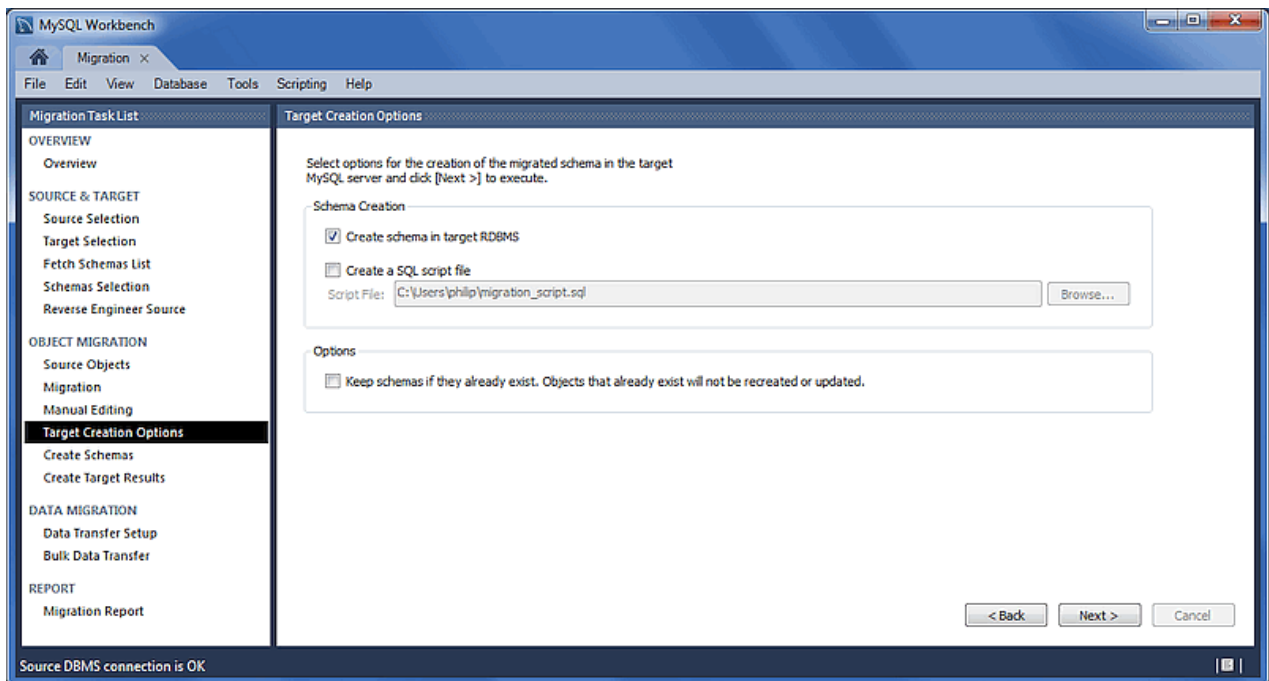 MySQL Workbench
Migration ×
File Edit View Database Tools Scripting Help
Migration Task List
OVERVIEW
Overview
SOURCE & TARGET
Source Selection
Target Selection
Fetch Schemas List
Schemas Selection
Reverse Engineer Source
OBJECT MIGRATION
Source Objects
Migration
Manual Editing
Target Creation Options
Create Schemas
Create Target Results
DATA MIGRATION
Data Transfer Setup
Bulk Data Transfer
REPORT
Migration Report
Target Creation Options
Select options for the creation of the migrated schema in the target
MySQL server and click [Next >] to execute.
Schema Creation
Create schema in target RDBMS
Create a SQL script file
Script File: C:\Users\philip\migration_script.sql Browse...
Options
Keep schemas if they already exist. Objects that already exist will not be recreated or updated.
< Back Next > Cancel
Source DBMS connection is OK